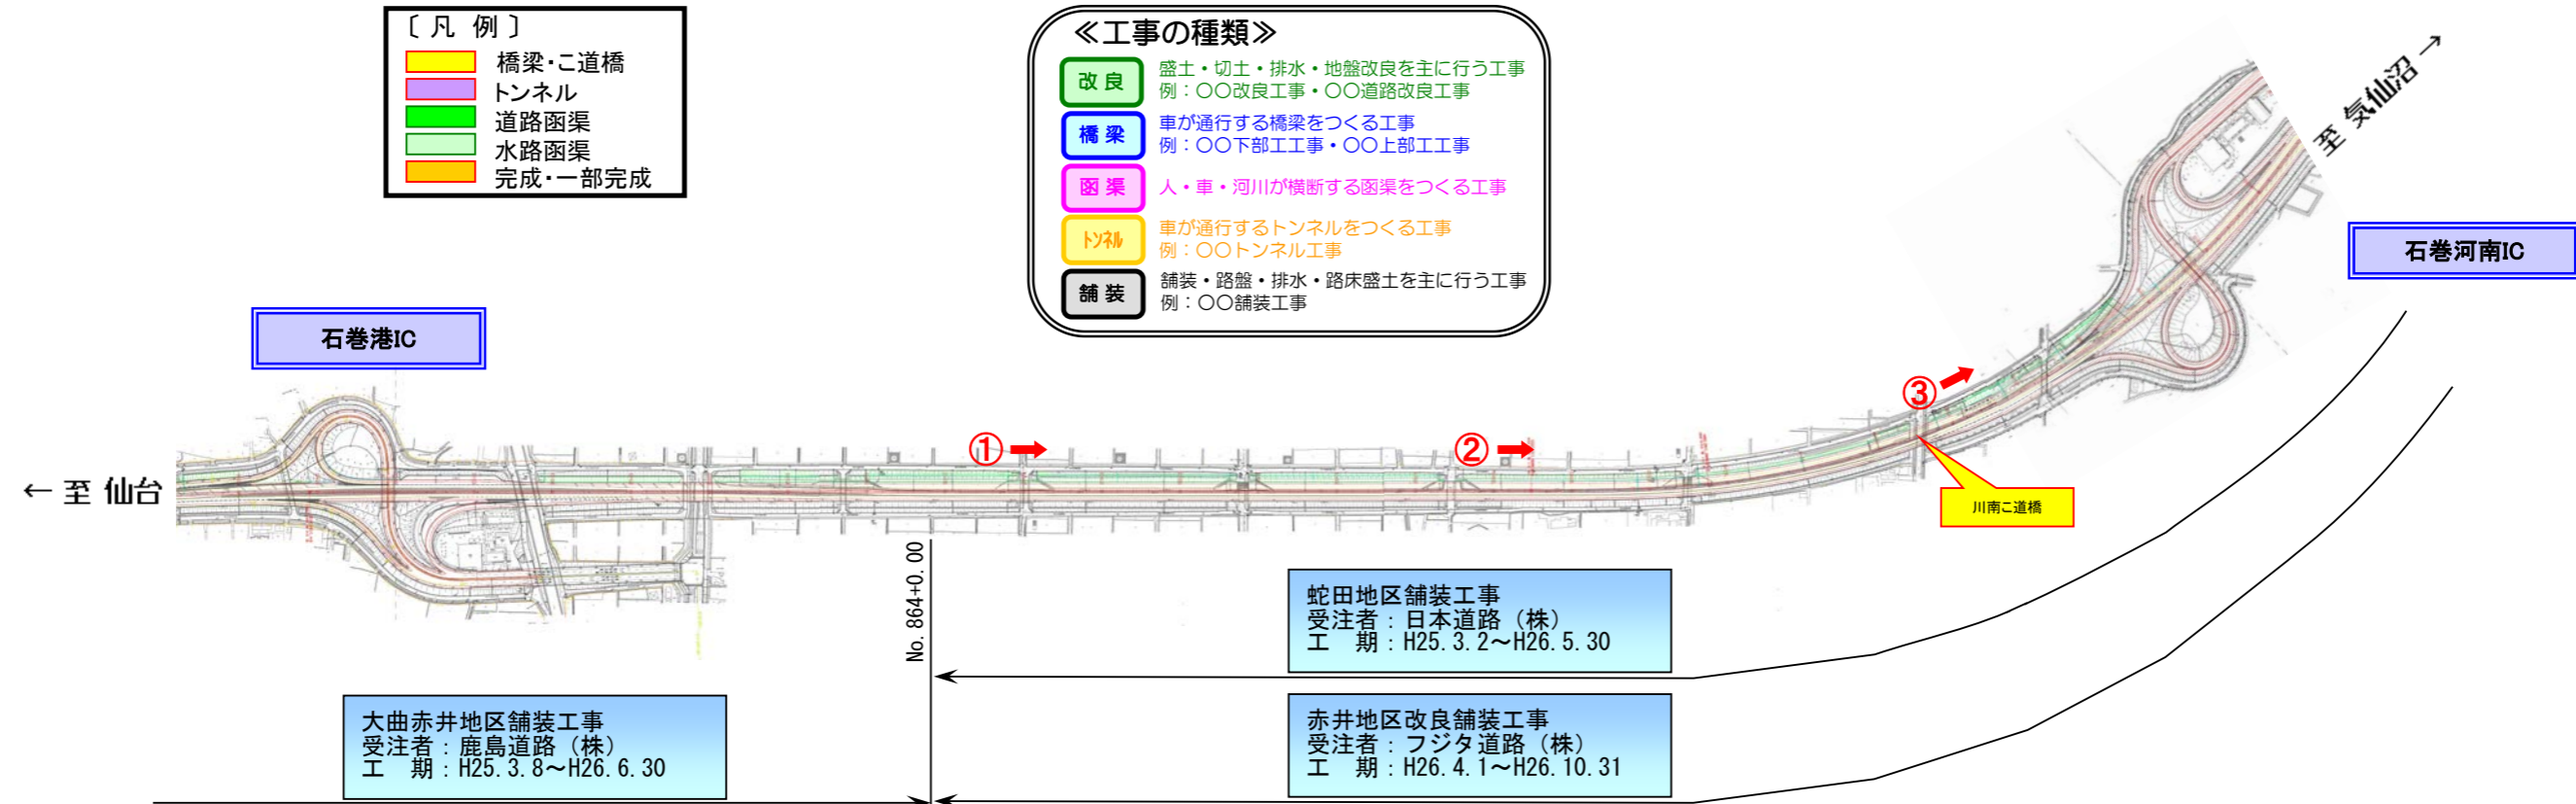 〔 凡 例 〕
橋梁・こ道橋
トンネル
道路函渠
水路函渠
完成・一部完成
≪工事の種類≫
改良
盛土・切土・排水・地盤改良を主に行う工事
例：〇〇改良工事・〇〇道路改良工事
橋梁
車が通行する橋梁をつくる工事
例：〇〇下部工工事・〇〇上部工工事
函渠
人・車・河川が横断する函渠をつくる工事
トンネル
車が通行するトンネルをつくる工事
例：〇〇トンネル工事
舗装
舗装・路盤・排水・路床盛土を主に行う工事
例：〇〇舗装工事
至 気仙沼 →
石巻河南IC
石巻港IC
← 至 仙台
① ➡
② ➡
③ ➡
川南こ道橋
No. 864+0.00
蛇田地区舗装工事
受注者：日本道路（株）
工　期：H25.3.2～H26.5.30
大曲赤井地区舗装工事
受注者：鹿島道路（株）
工　期：H25.3.8～H26.6.30
赤井地区改良舗装工事
受注者：フジタ道路（株）
工　期：H26.4.1～H26.10.31